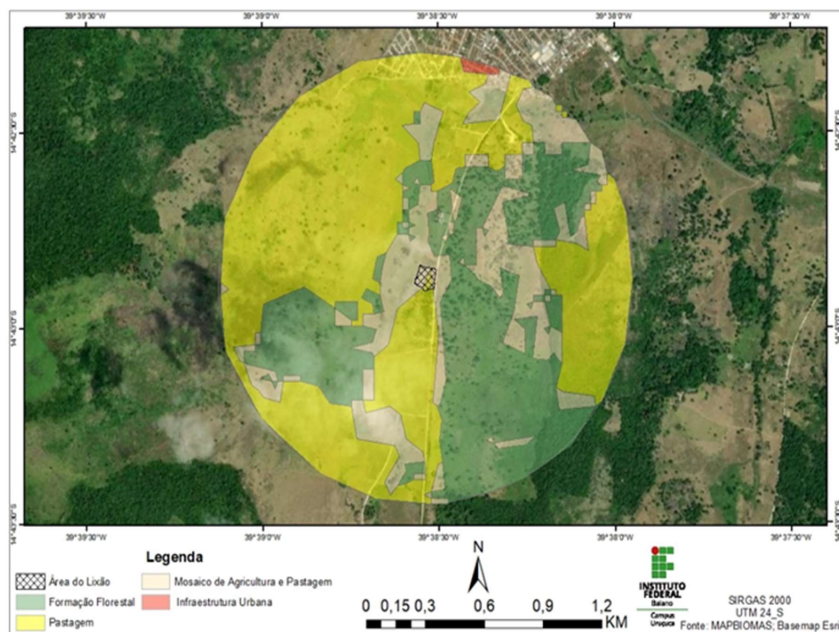 39°39'0"W 39°38'30"W 39°38'0"W 39°37'30"W
39°39'30"W 39°39'0"W 39°38'30"W 39°38'0"W 39°37'30"W
Legenda
Área do Lixão
Formação Florestal
Pastagem
Mosaico de Agricultura e Pastagem
Infraestrutura Urbana
N
0 0,15 0,3 0,6 0,9 1,2
KM
INSTITUTO
FEDERAL
Baiano
Campus
Uruçuca
SIRGAS 2000
UTM 24_S
Fonte: MAPBIOMAS; Basemap Esri